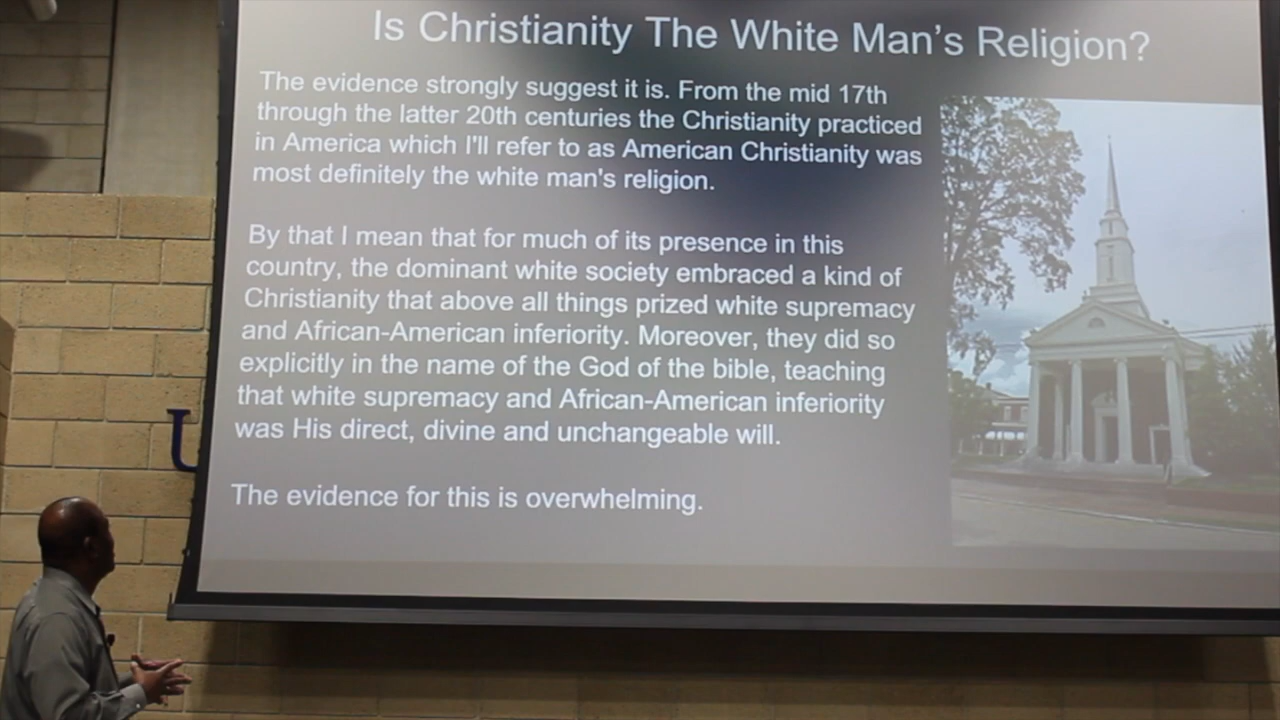 Is Christianity The White Man's Religion?
The evidence strongly suggest it is. From the mid 17th
through the latter 20th centuries the Christianity practiced
in America which I'll refer to as American Christianity was
most definitely the white man's religion.
By that I mean that for much of its presence in this
country, the dominant white society embraced a kind of
Christianity that above all things prized white supremacy
and African-American inferiority. Moreover, they did so
explicitly in the name of the God of the bible, teaching
that white supremacy and African-American inferiority
was His direct, divine and unchangeable will.
The evidence for this is overwhelming.
U